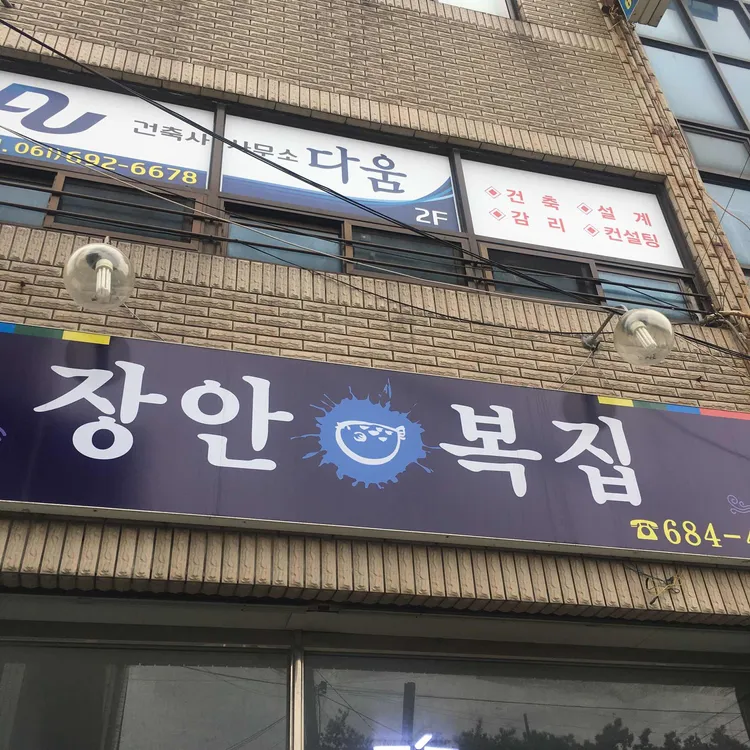 건축사 사무소 다움
061) 692-6678
2F
◈건축 ◈설계
◈감리 ◈컨설팅
장안 복집
☎684-